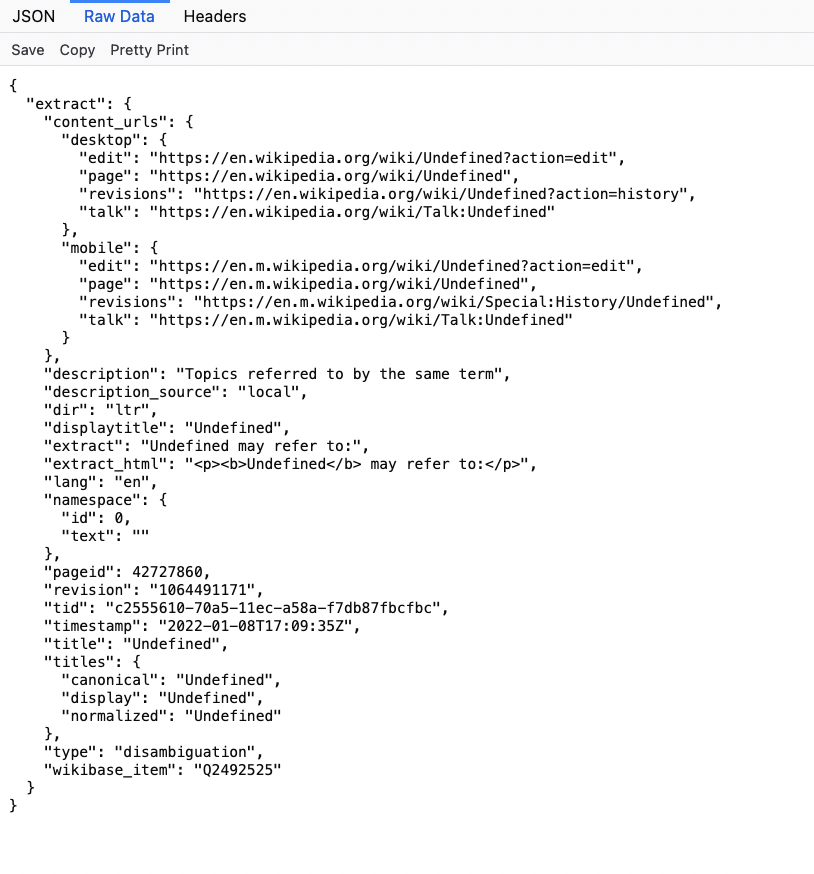 JSON Raw Data Headers
Save Copy Pretty Print
{
  "extract": {
    "content_urls": {
      "desktop": {
        "edit": "https://en.wikipedia.org/wiki/Undefined?action=edit",
        "page": "https://en.wikipedia.org/wiki/Undefined",
        "revisions": "https://en.wikipedia.org/wiki/Undefined?action=history",
        "talk": "https://en.wikipedia.org/wiki/Talk:Undefined"
      },
      "mobile": {
        "edit": "https://en.m.wikipedia.org/wiki/Undefined?action=edit",
        "page": "https://en.m.wikipedia.org/wiki/Undefined",
        "revisions": "https://en.m.wikipedia.org/wiki/Special:History/Undefined",
        "talk": "https://en.m.wikipedia.org/wiki/Talk:Undefined"
      }
    },
    "description": "Topics referred to by the same term",
    "description_source": "local",
    "dir": "ltr",
    "displaytitle": "Undefined",
    "extract": "Undefined may refer to:",
    "extract_html": "<p><b>Undefined</b> may refer to:</p>",
    "lang": "en",
    "namespace": {
      "id": 0,
      "text": ""
    },
    "pageid": 42727860,
    "revision": "1064491171",
    "tid": "c2555610-70a5-11ec-a58a-f7db87fbcfbc",
    "timestamp": "2022-01-08T17:09:35Z",
    "title": "Undefined",
    "titles": {
      "canonical": "Undefined",
      "display": "Undefined",
      "normalized": "Undefined"
    },
    "type": "disambiguation",
    "wikibase_item": "Q2492525"
  }
}